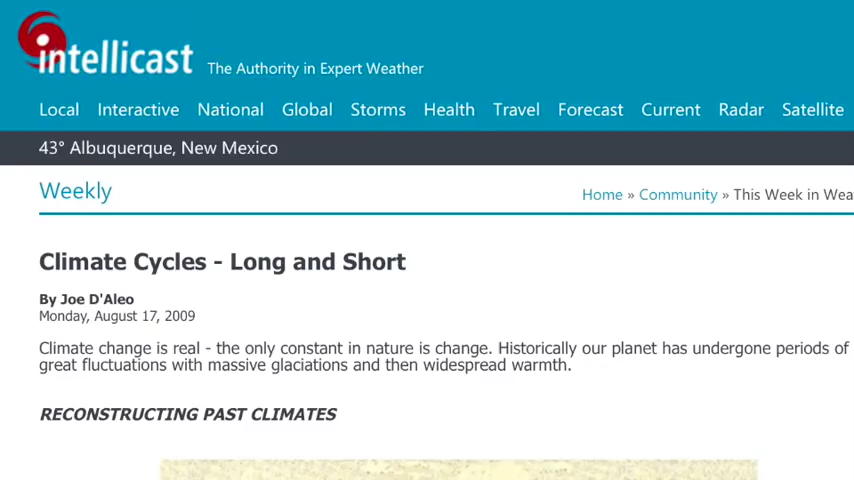 intellicast The Authority in Expert Weather
Local Interactive National Global Storms Health Travel Forecast Current Radar Satellite
43° Albuquerque, New Mexico
Weekly
Home » Community » This Week in Wea
Climate Cycles - Long and Short
By Joe D'Aleo
Monday, August 17, 2009
Climate change is real - the only constant in nature is change. Historically our planet has undergone periods of
great fluctuations with massive glaciations and then widespread warmth.
RECONSTRUCTING PAST CLIMATES